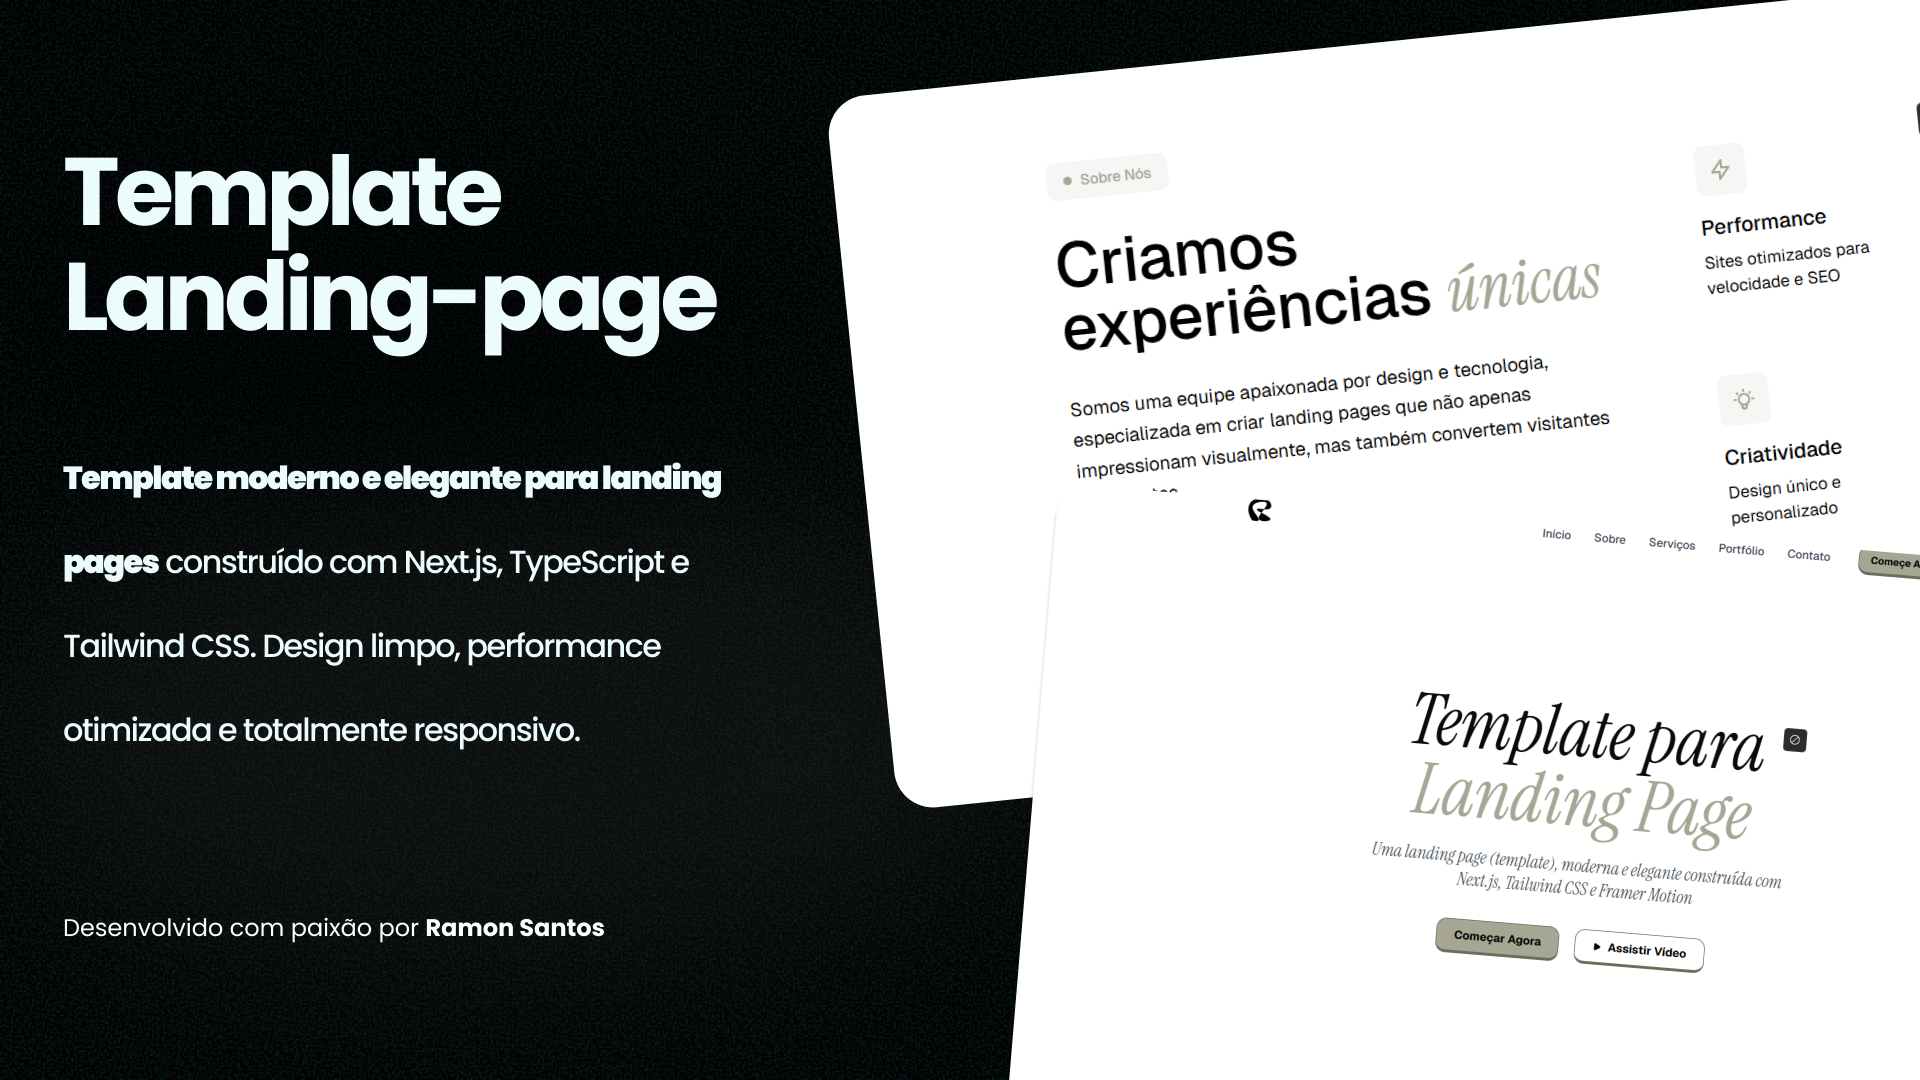 Template
Landing-page
Template moderno e elegante para landing
pages construído com Next.js, TypeScript e
Tailwind CSS. Design limpo, performance
otimizada e totalmente responsivo.
Desenvolvido com paixão por Ramon Santos
Sobre Nós
Criamos
experiências únicas
Somos uma equipe apaixonada por design e tecnologia,
especializada em criar landing pages que não apenas
impressionam visualmente, mas também convertem visitantes
Performance
Sites otimizados para
velocidade e SEO
Criatividade
Design único e
personalizado
Início Sobre Serviços Portfólio Contato Começe
Template para
Landing Page
Uma landing page (template), moderna e elegante construída com
Next.js, Tailwind CSS e Framer Motion
Começar Agora
Assistir Vídeo